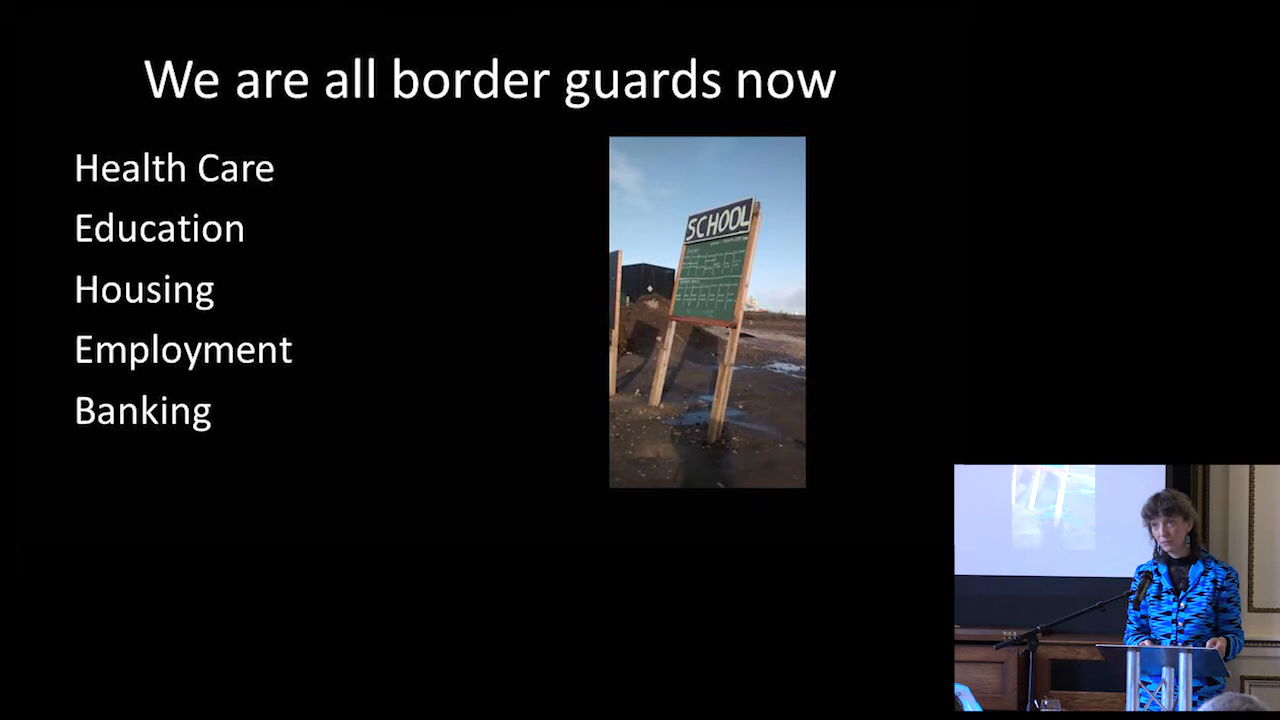 We are all border guards now
Health Care
Education
Housing
Employment
Banking
SCHOOL